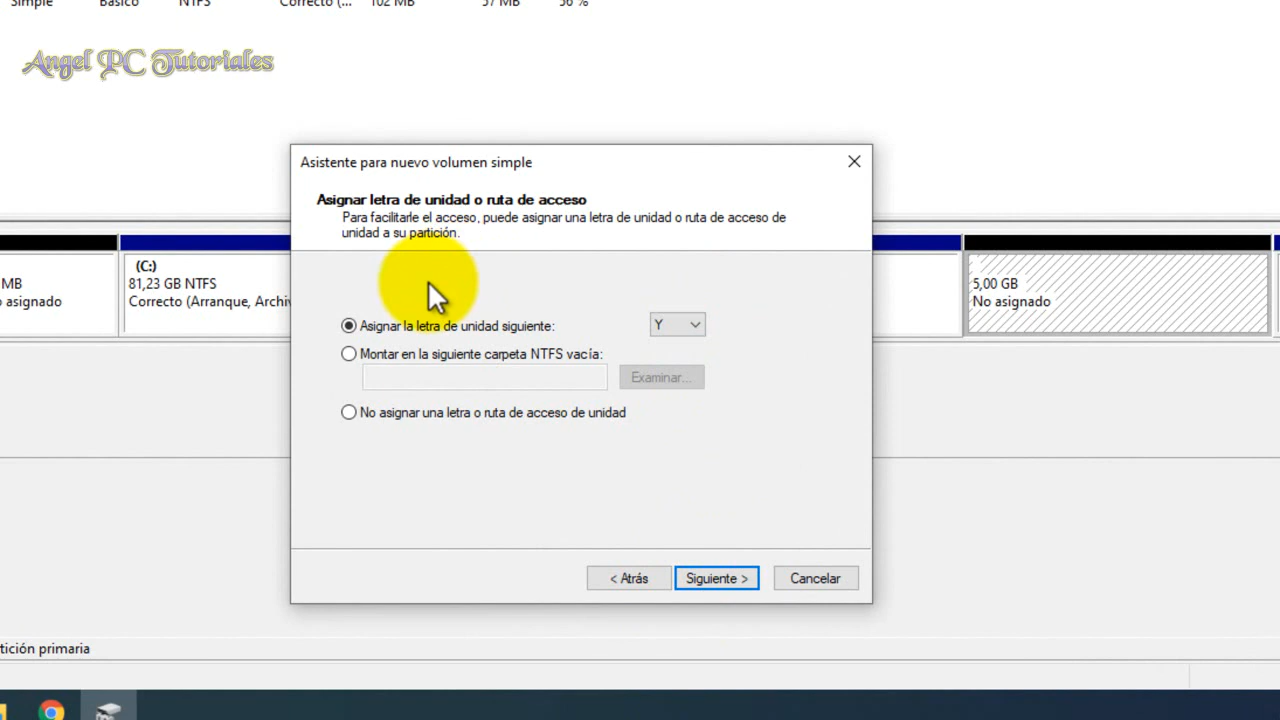 Simple Básico NTFS Correcto (... 102 MB 57 MB 56 %
Angel PC Tutoriales
Asistente para nuevo volumen simple
Asignar letra de unidad o ruta de acceso
Para facilitarle el acceso, puede asignar una letra de unidad o ruta de acceso de
unidad a su partición.
(C:)
MB
81,23 GB NTFS
5,00 GB
o asignado
Correcto (Arranque, Archiv
No asignado
Asignar la letra de unidad siguiente: Y
Montar en la siguiente carpeta NTFS vacía:
Examinar...
No asignar una letra o ruta de acceso de unidad
< Atrás
Siguiente >
Cancelar
tición primaria